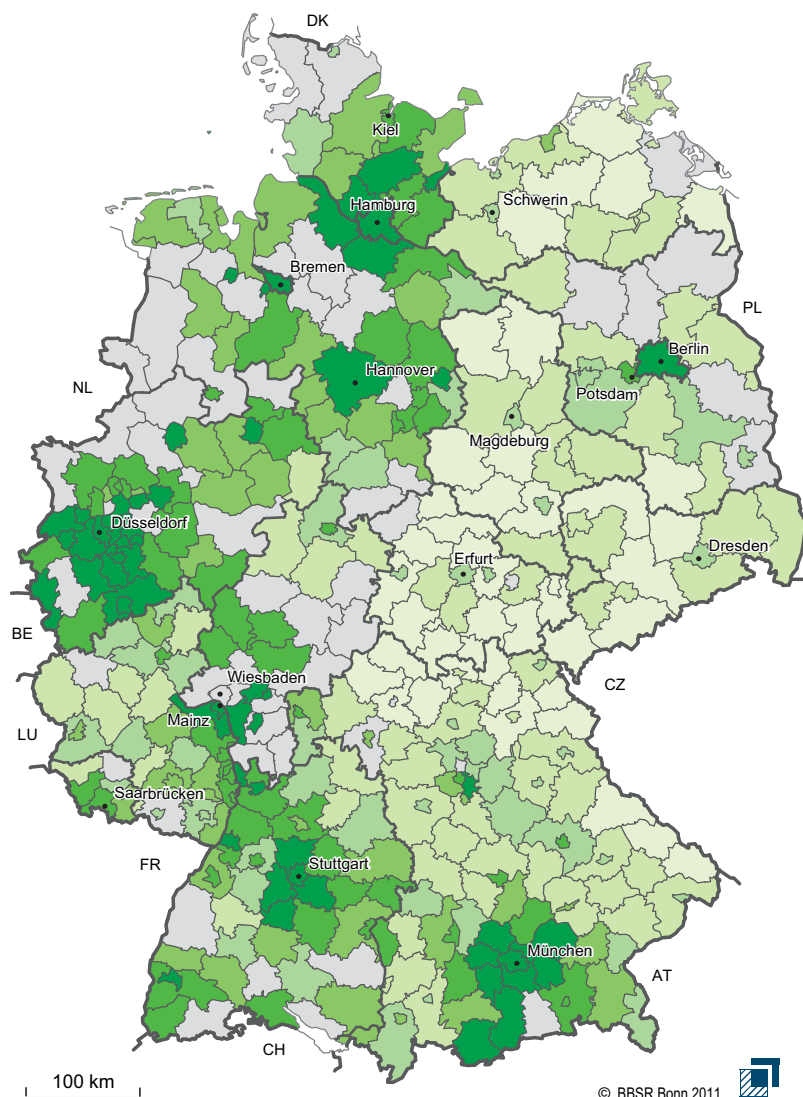 DK
Kiel
Hamburg
Schwerin
Bremen
PL
Berlin
Hannover
NL
Potsdam
Magdeburg
Düsseldorf
Dresden
Erfurt
BE
Wiesbaden
CZ
Mainz
LU
Saarbrücken
FR
Stuttgart
München
AT
CH
100 km
© BBSR Bonn 2011